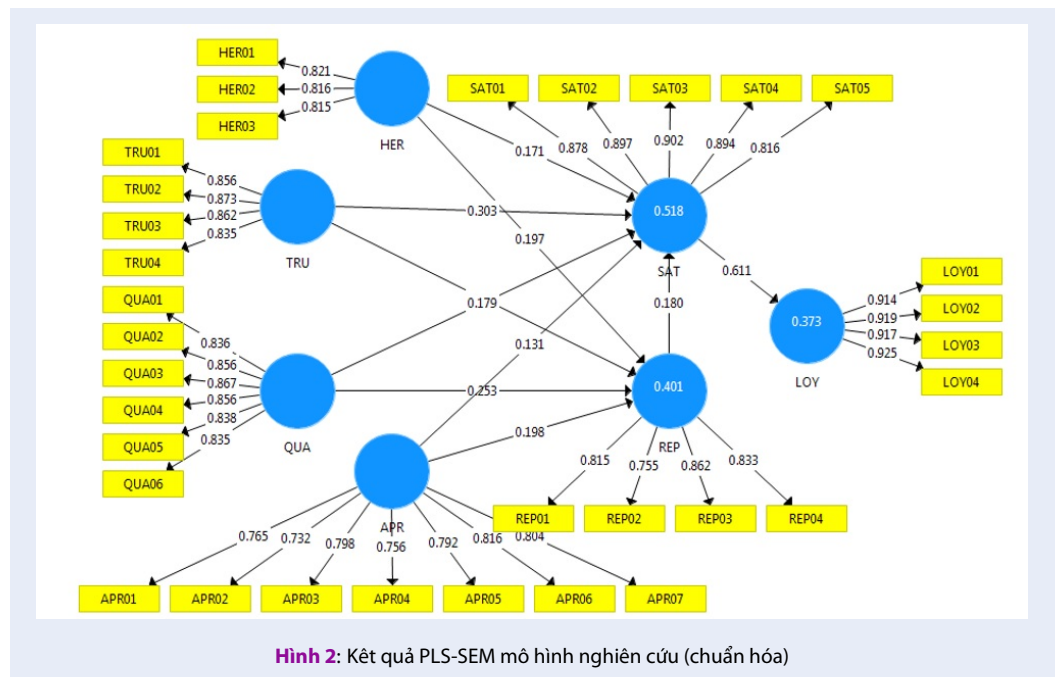 HER01
HER02
HER03
0.821
0.816
0.815
HER
SAT01
SAT02
SAT03
SAT04
SAT05
0.878
0.897
0.902
0.894
0.816
0.171
TRU01
TRU02
TRU03
TRU04
0.856
0.873
0.862
0.835
TRU
0.303
0.197
0.518
SAT
0.611
QUA01
QUA02
QUA03
QUA04
QUA05
QUA06
0.836
0.856
0.867
0.856
0.838
0.835
QUA
0.179
0.131
0.180
0.253
0.198
0.373
LOY
0.914
0.919
0.917
0.925
LOY01
LOY02
LOY03
LOY04
0.401
REP
0.815
0.755
0.862
0.833
REP01
REP02
REP03
REP04
APR
0.765
0.732
0.798
0.756
0.792
0.816
0.804
APR01
APR02
APR03
APR04
APR05
APR06
APR07
Hình 2: Kêt quả PLS-SEM mô hình nghiên cứu (chuẩn hóa)